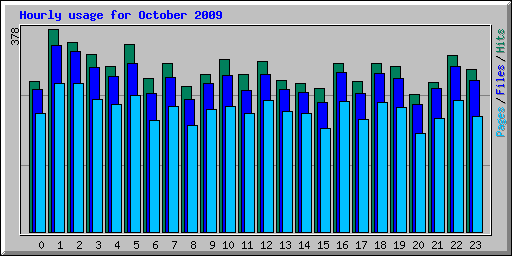 Hourly usage for October 2009
378
Pages/Files/Hits
0 1 2 3 4 5 6 7 8 9 10 11 12 13 14 15 16 17 18 19 20 21 22 23